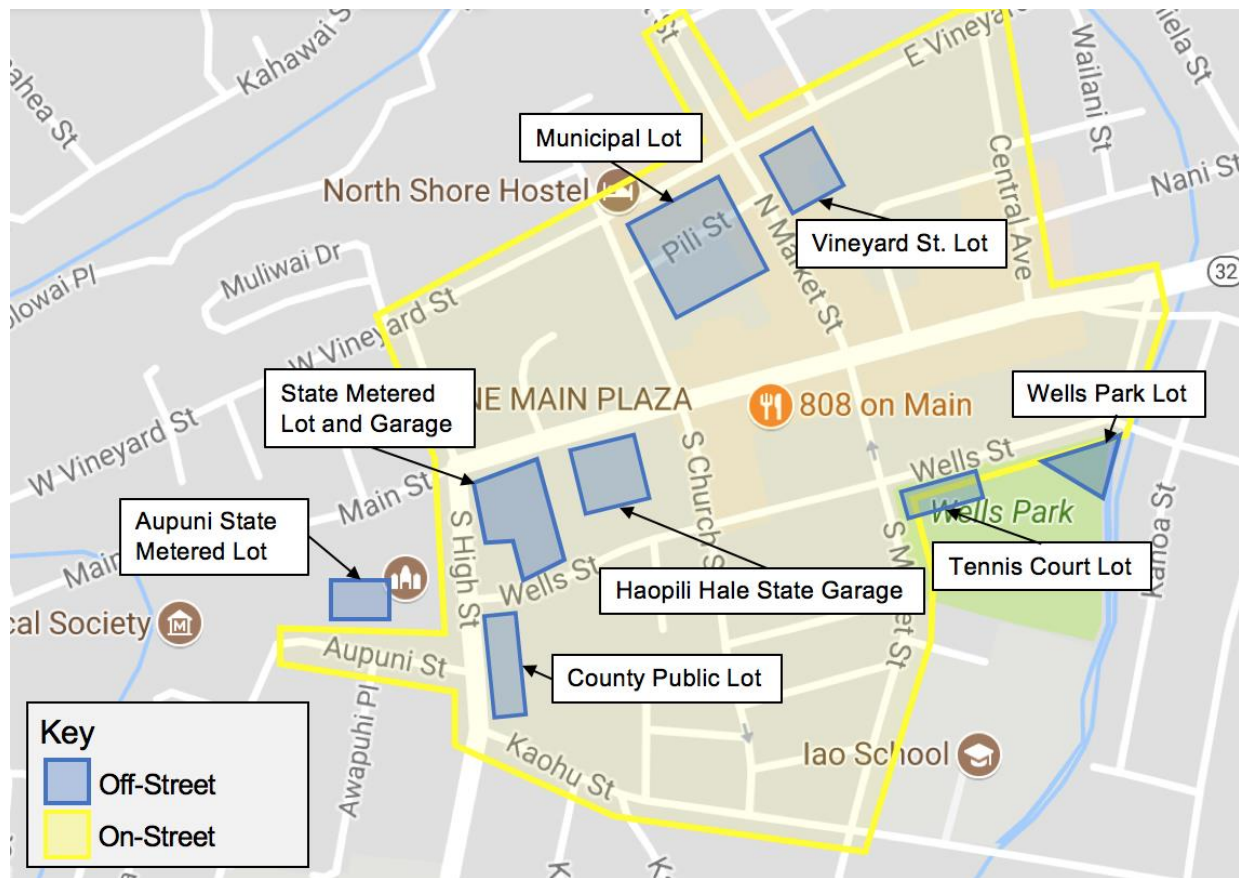 Kahawai St
E Vineyard
Wailani St
Municipal Lot
North Shore Hostel
Pili St
N Market St
Vineyard St. Lot
Central Ave
Nani St
32
Muliwai Dr
W Vineyard St
State Metered
Lot and Garage
NE MAIN PLAZA
808 on Main
Wells Park Lot
W Vineyard St
Main St
S High St
S Church S
Wells St
Wells Park
Kanoa St
Aupuni State
Metered Lot
Wells St
Haopili Hale State Garage
Tennis Court Lot
Main
cal Society
M
Aupuni St
County Public Lot
Awapuhi Pl
Kaohu St
Iao School
Key
Off-Street
On-Street